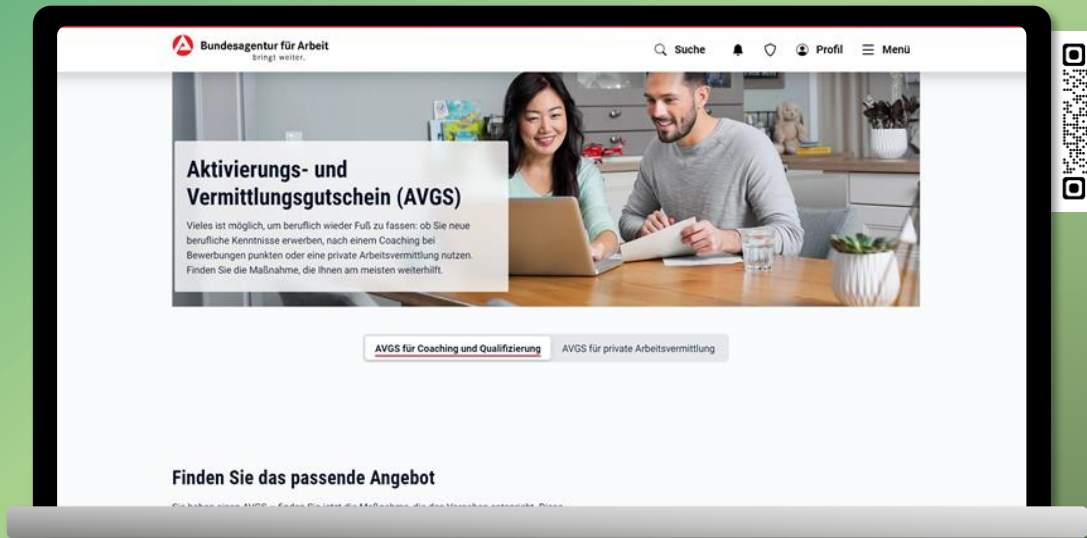 Bundesagentur für Arbeit
bringt weiter.
Suche
Profil
Menü
Aktivierungs- und
Vermittlungsgutschein (AVGS)
Vieles ist möglich, um beruflich wieder Fuß zu fassen: ob Sie neue
berufliche Kenntnisse erwerben, nach einem Coaching bei
Bewerbungen punkten oder eine private Arbeitsvermittlung nutzen.
Finden Sie die Maßnahme, die Ihnen am meisten weiterhilft.
AVGS für Coaching und Qualifizierung
AVGS für private Arbeitsvermittlung
Finden Sie das passende Angebot